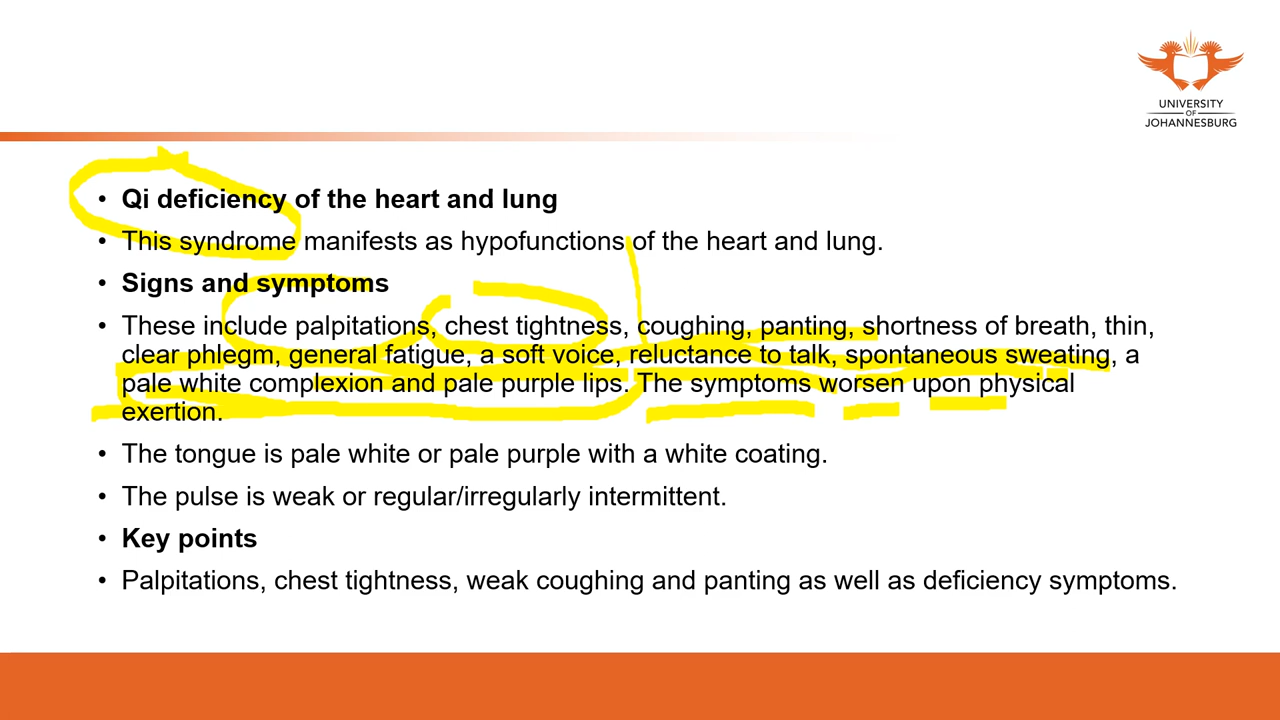 UNIVERSITY
OF
JOHANNESBURG
• Qi deficiency of the heart and lung
• This syndrome manifests as hypofunctions of the heart and lung.
• Signs and symptoms
• These include palpitations, chest tightness, coughing, panting, shortness of breath, thin,
clear phlegm, general fatigue, a soft voice, reluctance to talk, spontaneous sweating, a
pale white complexion and pale purple lips. The symptoms worsen upon physical
exertion.
• The tongue is pale white or pale purple with a white coating.
• The pulse is weak or regular/irregularly intermittent.
• Key points
• Palpitations, chest tightness, weak coughing and panting as well as deficiency symptoms.